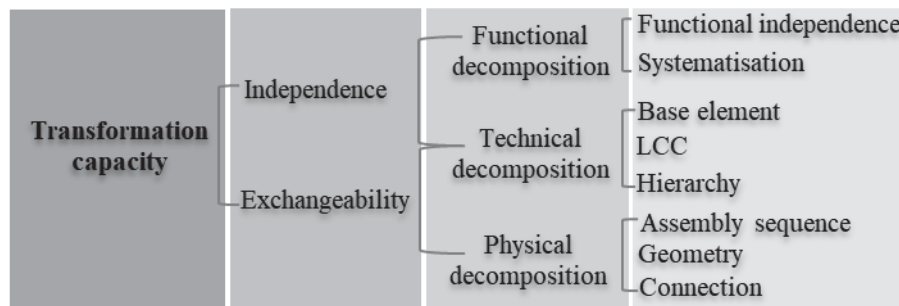 Transformation
capacity
Independence
Exchangeability
Functional
decomposition
Technical
decomposition
Physical
decomposition
Functional independence
Systematisation
Base element
LCC
Hierarchy
Assembly sequence
Geometry
Connection